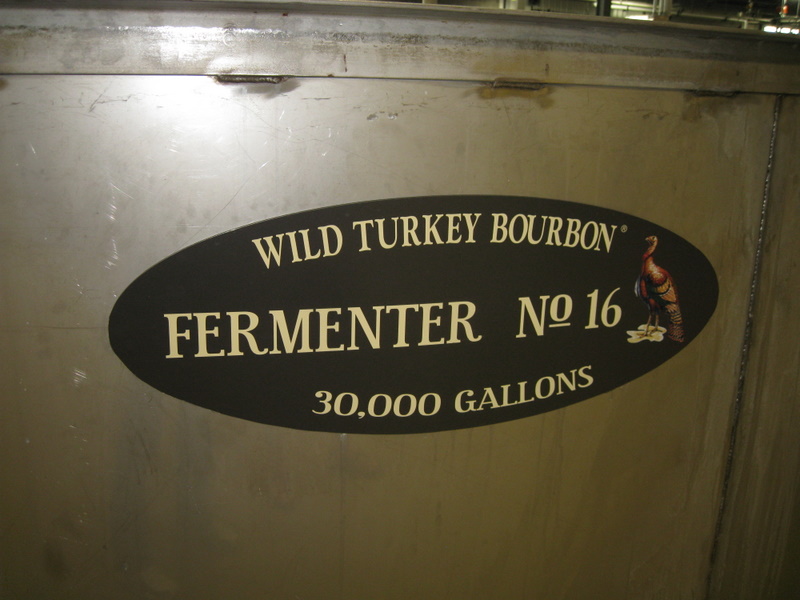 WILD TURKEY BOURBON®
FERMENTER No 16
30,000 GALLONS